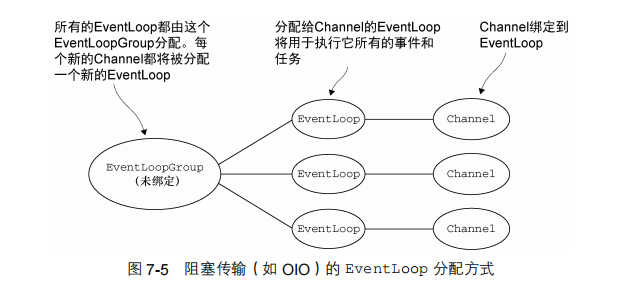 所有的EventLoop都由这个
EventLoopGroup分配。每
个新的Channel都将被分配
一个新的EventLoop
分配给Channel的EventLoop
将用于执行它所有的事件和
任务
Channel绑定到
EventLoop
EventLoop
Channel
EventLoopGroup
(未绑定)
EventLoop
Channel
EventLoop
Channel
图 7-5 阻塞传输（如 OIO）的 EventLoop 分配方式